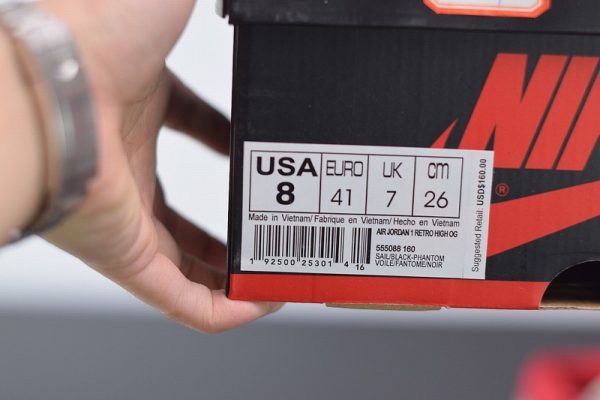 NIK
®
USA EURO UK cm
8 41 7 26
Made in Vietnam/ Fabrique en Vietnam/ Hecho en Vietnam
AIR JORDAN 1 RETRO HIGH OG
555088 160
SAIL/BLACK-PHANTOM
VOILE/FANTOME/NOIR
1 92500 25301 4 16
Suggested Retail: USD$160.00